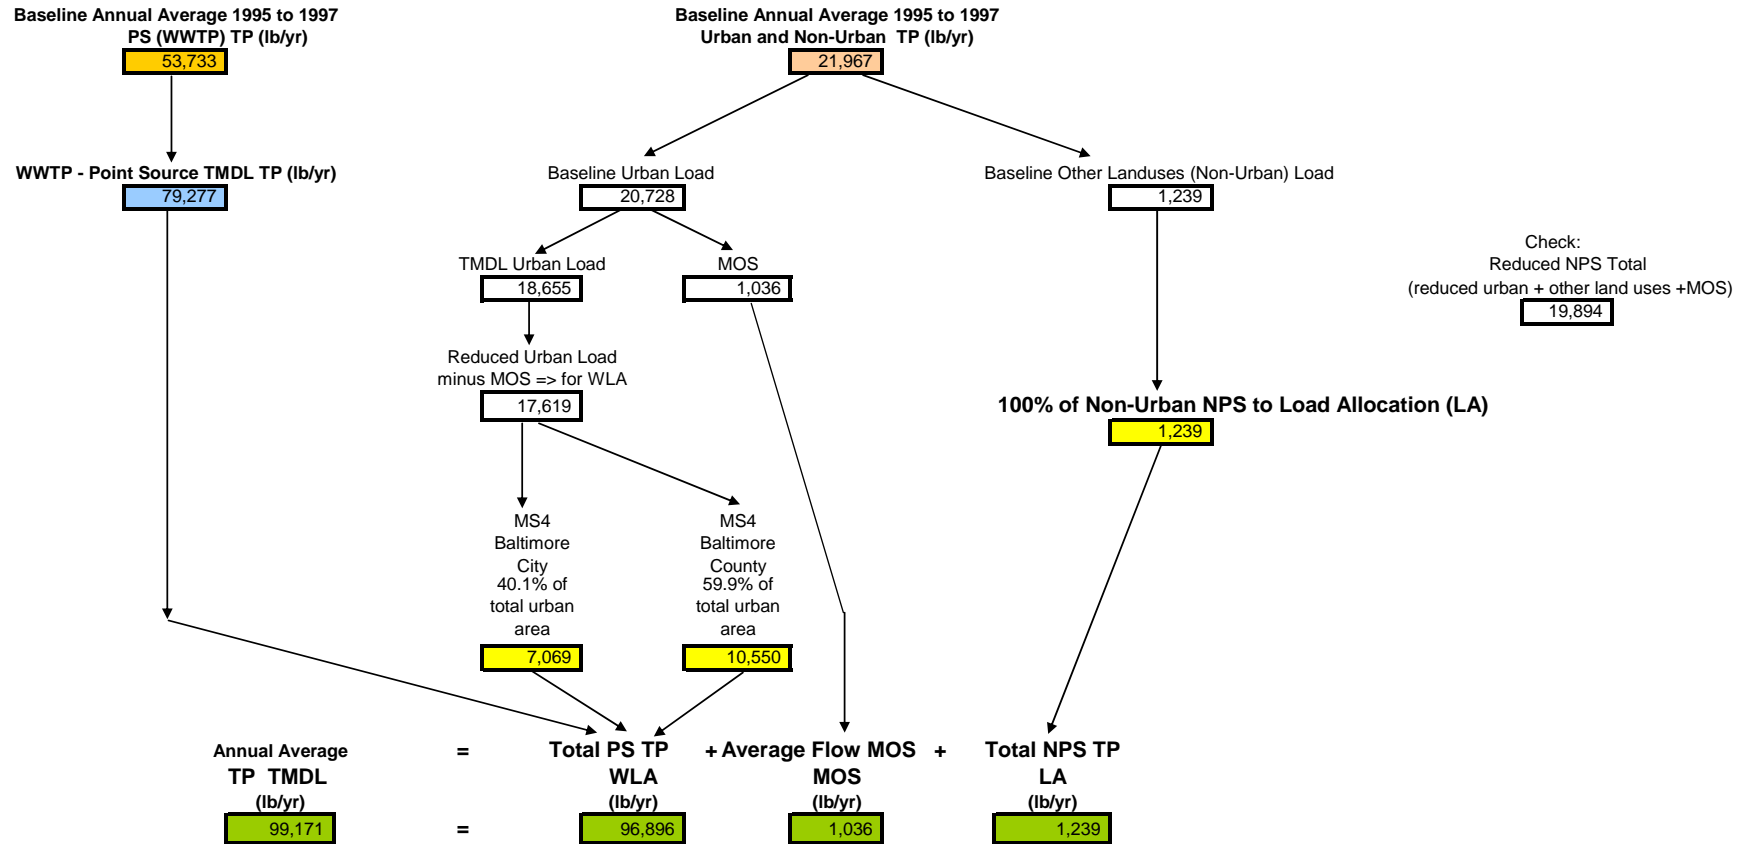 Baseline Annual Average 1995 to 1997
PS (WWTP) TP (lb/yr)
53,733
Baseline Annual Average 1995 to 1997
Urban and Non-Urban TP (lb/yr)
21,967
WWTP - Point Source TMDL TP (lb/yr)
79,277
Baseline Urban Load
20,728
Baseline Other Landuses (Non-Urban) Load
1,239
TMDL Urban Load
18,655
MOS
1,036
Check:
Reduced NPS Total
(reduced urban + other land uses +MOS)
19,894
Reduced Urban Load
minus MOS => for WLA
17,619
100% of Non-Urban NPS to Load Allocation (LA)
1,239
MS4
Baltimore
City
40.1% of
total urban
area
7,069
MS4
Baltimore
County
59.9% of
total urban
area
10,550
Annual Average = Total PS TP + Average Flow MOS + Total NPS TP
TP TMDL WLA MOS LA
(lb/yr) (lb/yr) (lb/yr) (lb/yr)
99,171 = 96,896 1,036 1,239